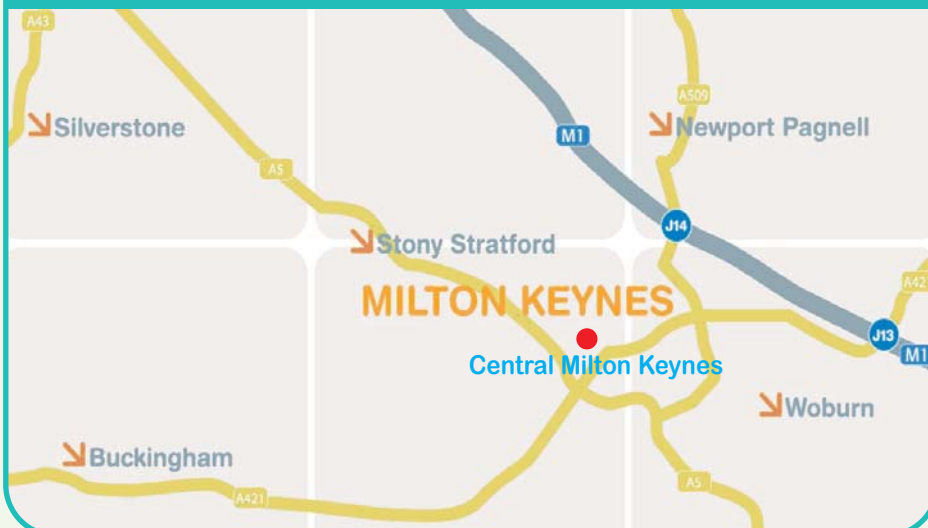 A43
A509
Silverstone
M1
Newport Pagnell
A5
J14
Stony Stratford
A421
MILTON KEYNES
J13
M1
Central Milton Keynes
Woburn
Buckingham
A5
A421